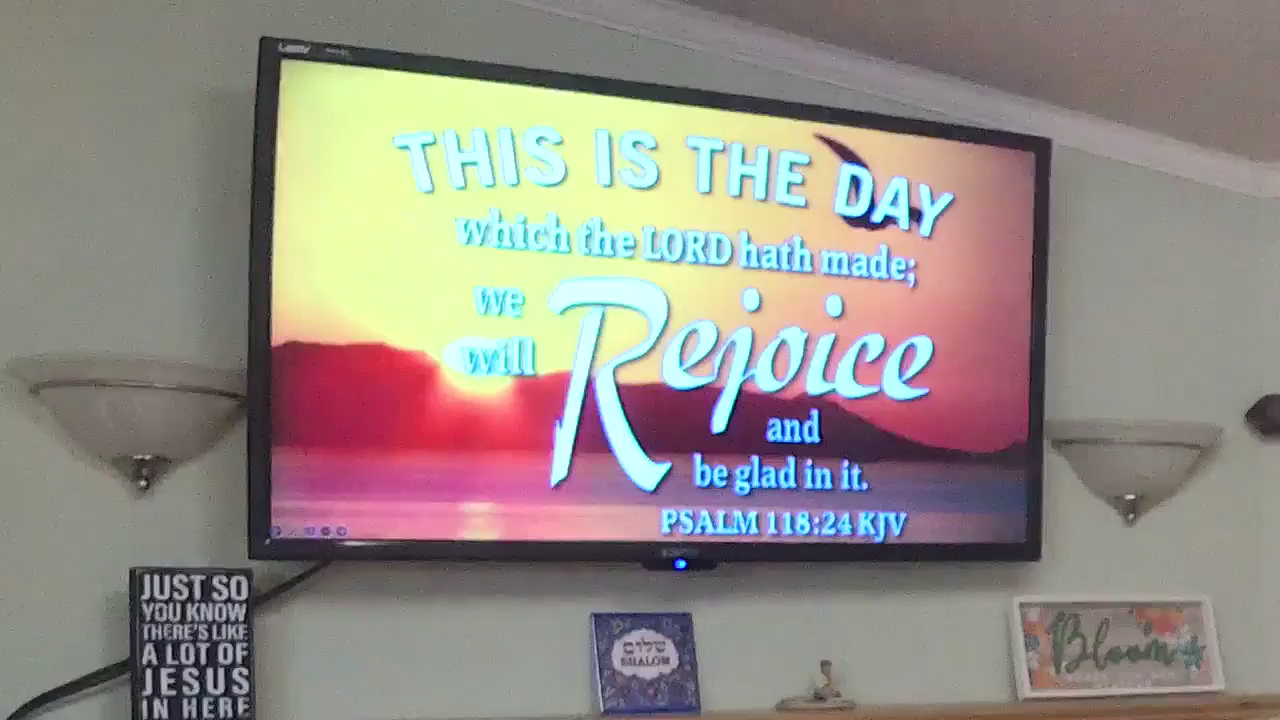 THIS IS THE DAY
which the LORD hath made;
we
will
Rejoice
and
be glad in it.
PSALM 118:24 KJV
JUST SO
YOU KNOW
THERE'S LIKE
A LOT OF
JESUS
IN HERE
שלום
SHALOM
Bloom